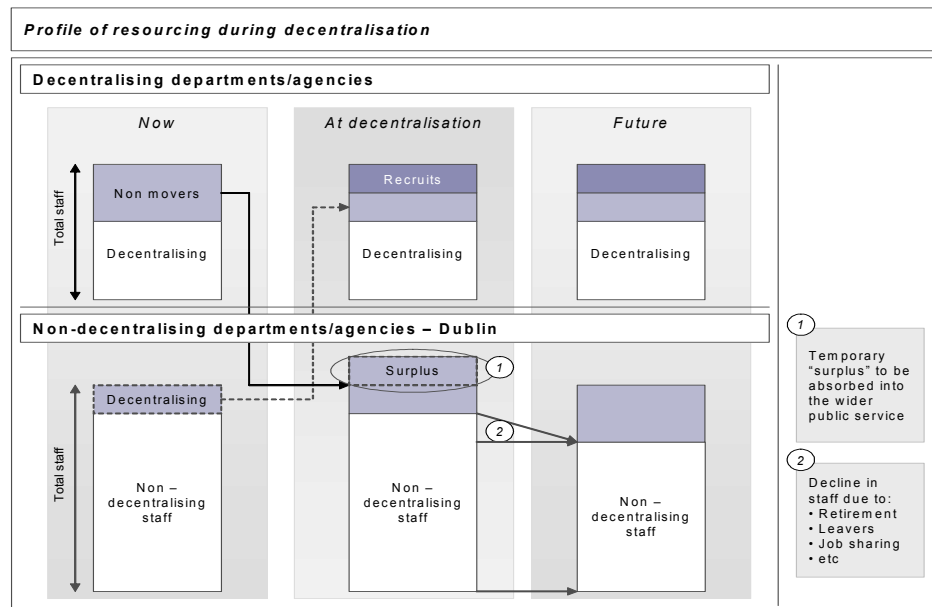 Profile of resourcing during decentralisation
Decentralising departments/agencies
Now
At decentralisation
Future
Total staff
Non movers
Decentralising
Recruits
Decentralising
Decentralising
Non-decentralising departments/agencies – Dublin
Total staff
Decentralising
Non –
decentralising
staff
Surplus
1
2
Non –
decentralising
staff
Non –
decentralising
staff
1
Temporary
“surplus” to be
absorbed into
the wider
public service
2
Decline in
staff due to:
• Retirement
• Leavers
• Job sharing
• etc